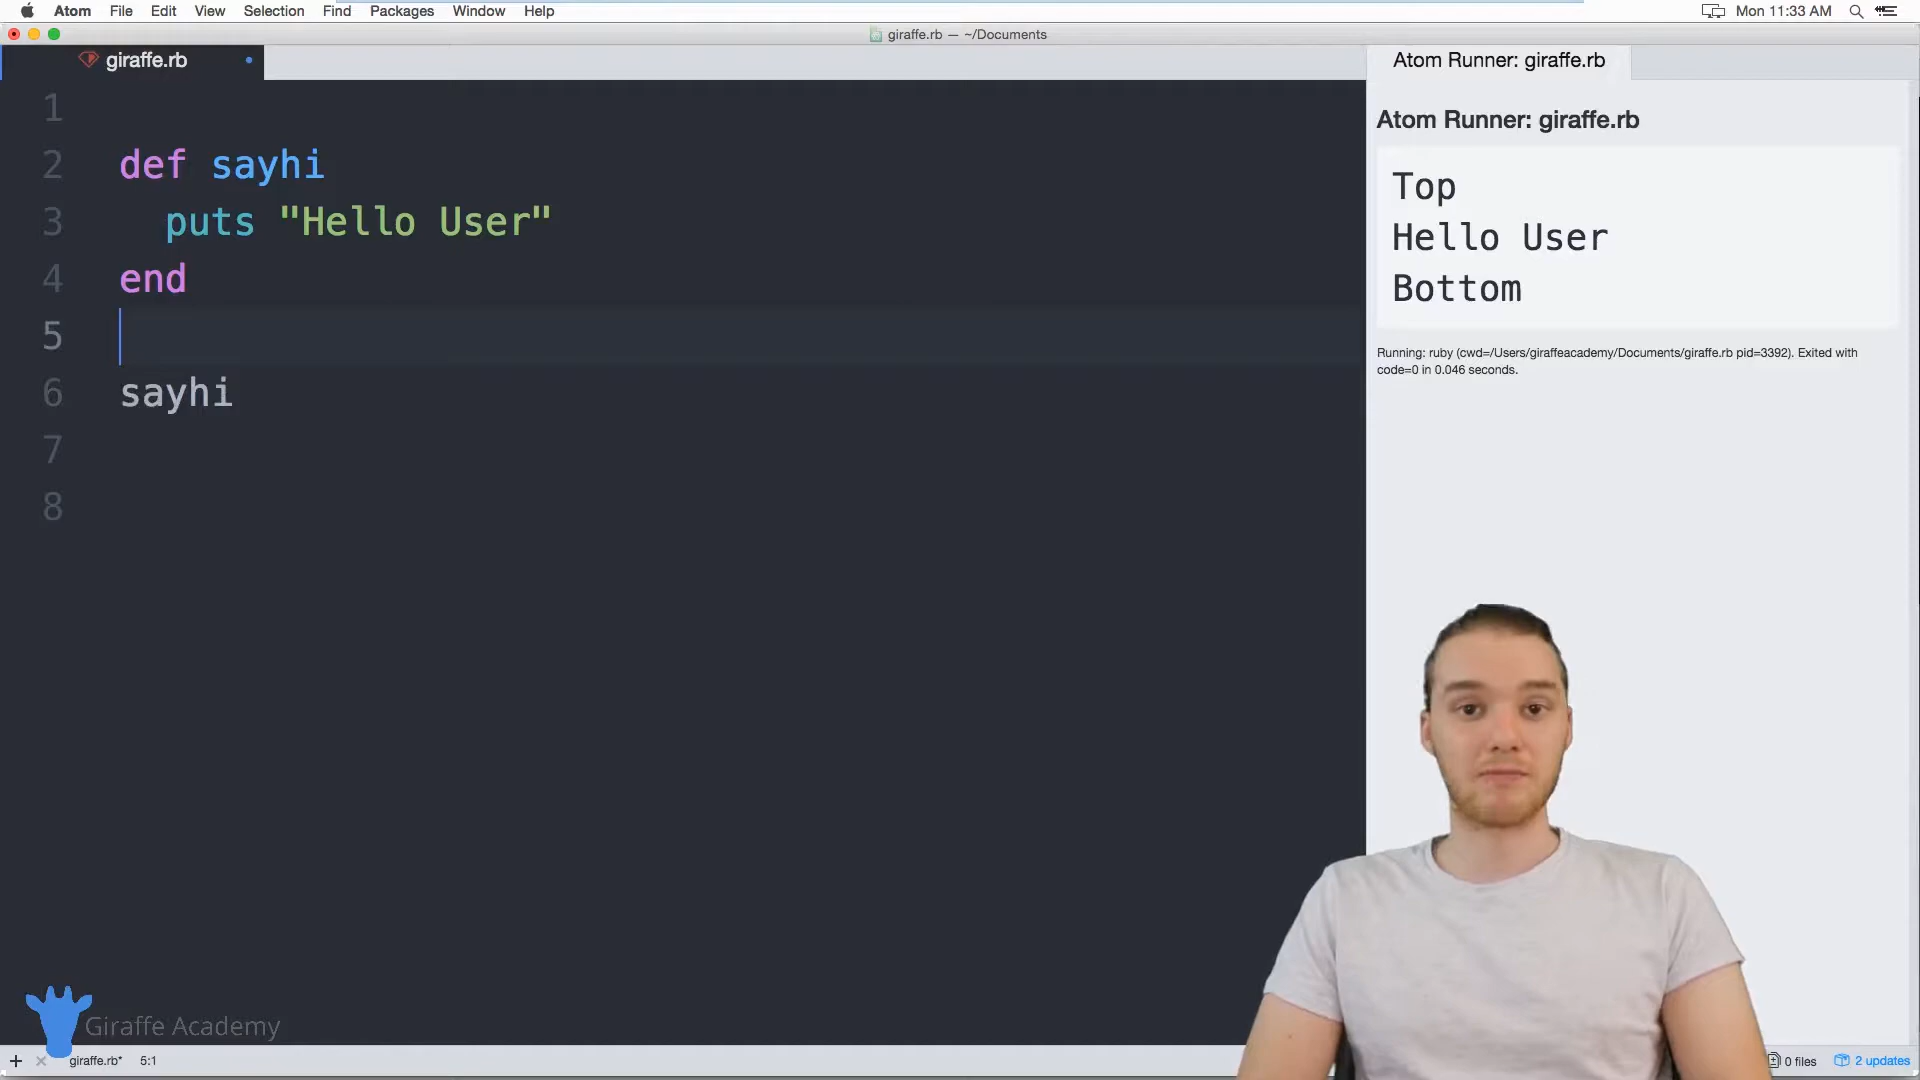 Atom File Edit View Selection Find Packages Window Help Mon 11:33 AM
giraffe.rb — ~/Documents
giraffe.rb
Atom Runner: giraffe.rb
1
2 def sayhi
3 puts "Hello User"
4 end
5
6 sayhi
7
8
Atom Runner: giraffe.rb
Top
Hello User
Bottom
Running: ruby (cwd=/Users/giraffeacademy/Documents/giraffe.rb pid=3392). Exited with
code=0 in 0.046 seconds.
Giraffe Academy
giraffe.rb* 5:1 0 files 2 updates